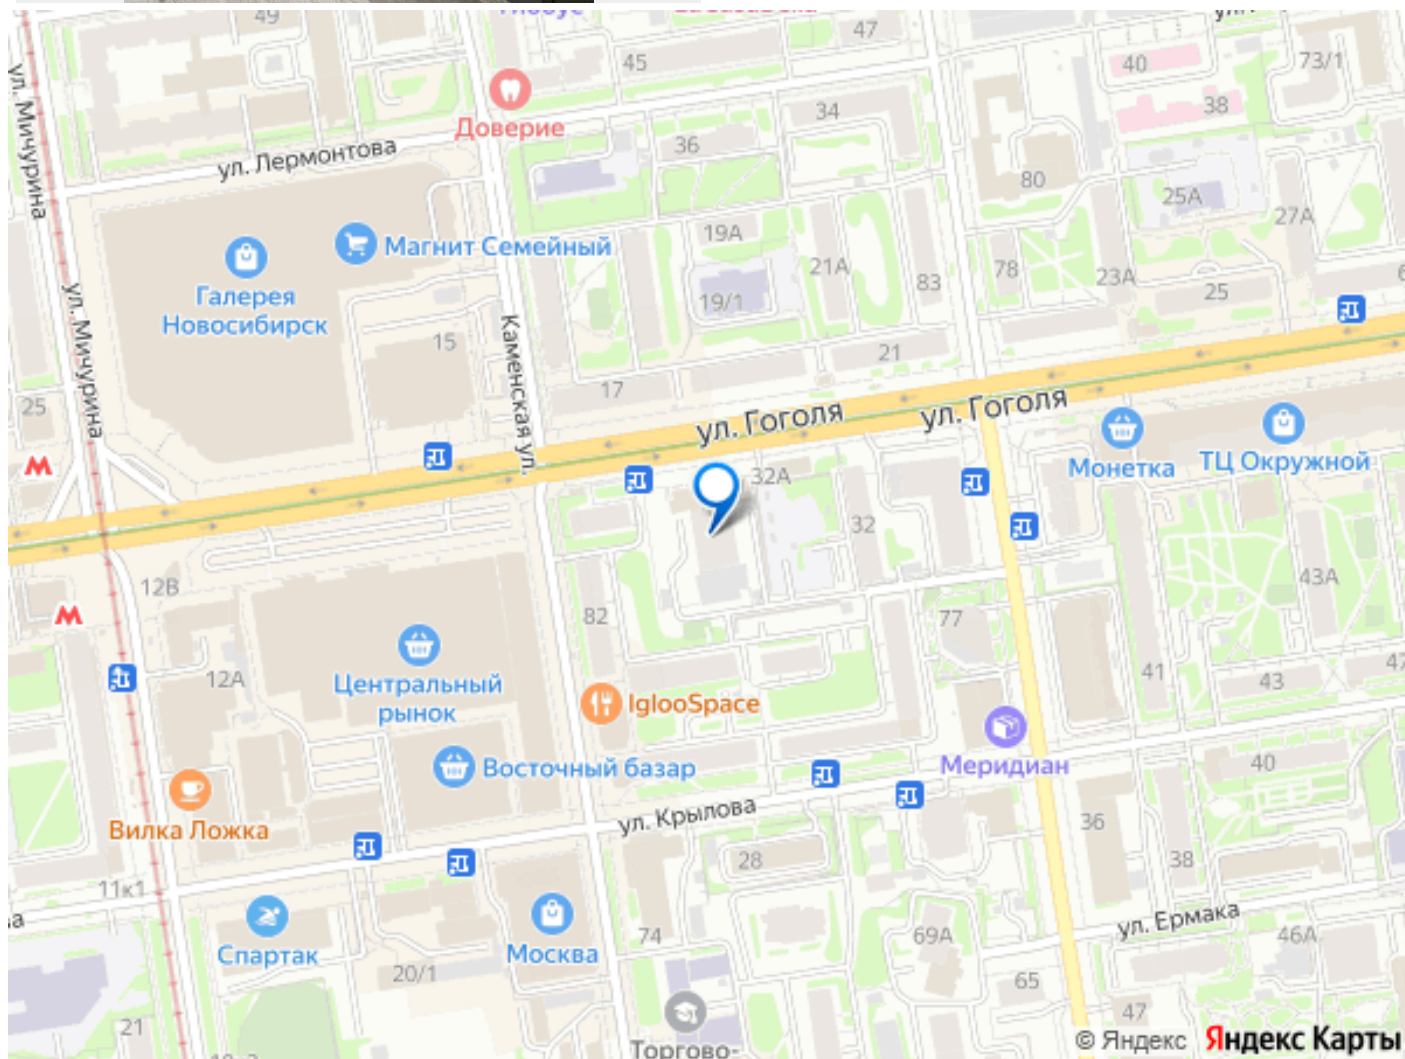 49
47
45
40
73/1
38
34
36
Доверие
ул. Лермонтова
ул. Мичурина
80
25А
27А
19А
Магнит Семейный
21А
83
78
23А
25
19/1
Галерея
Новосибирск
ул. Мичурина
15
Каменская ул.
21
17
25
ул. Гоголя
ул. Гоголя
Монетка
ТЦ Окружной
32А
32
12В
43А
82
77
12А
Центральный
рынок
IglooSpace
41
43
47
Восточный базар
Меридиан
40
Вилка Ложка
ул. Крылова
36
28
38
11к1
ул. Ермака
Спартак
Москва
74
69А
46А
20/1
65
47
21
Торгово-
© Яндекс Яндекс Карты